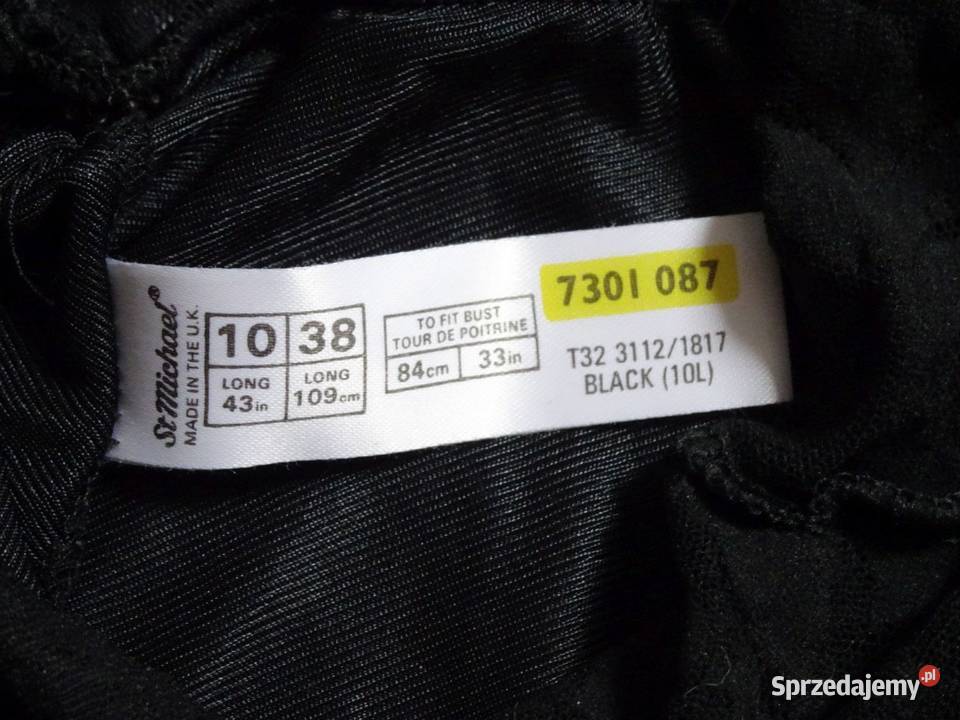 St Michael®
MADE IN THE U.K.
10 38
LONG LONG
43in 109cm
TO FIT BUST
TOUR DE POITRINE
84cm 33in
7301 087
T32 3112/1817
BLACK (10L)
Sprzedajemy.pl